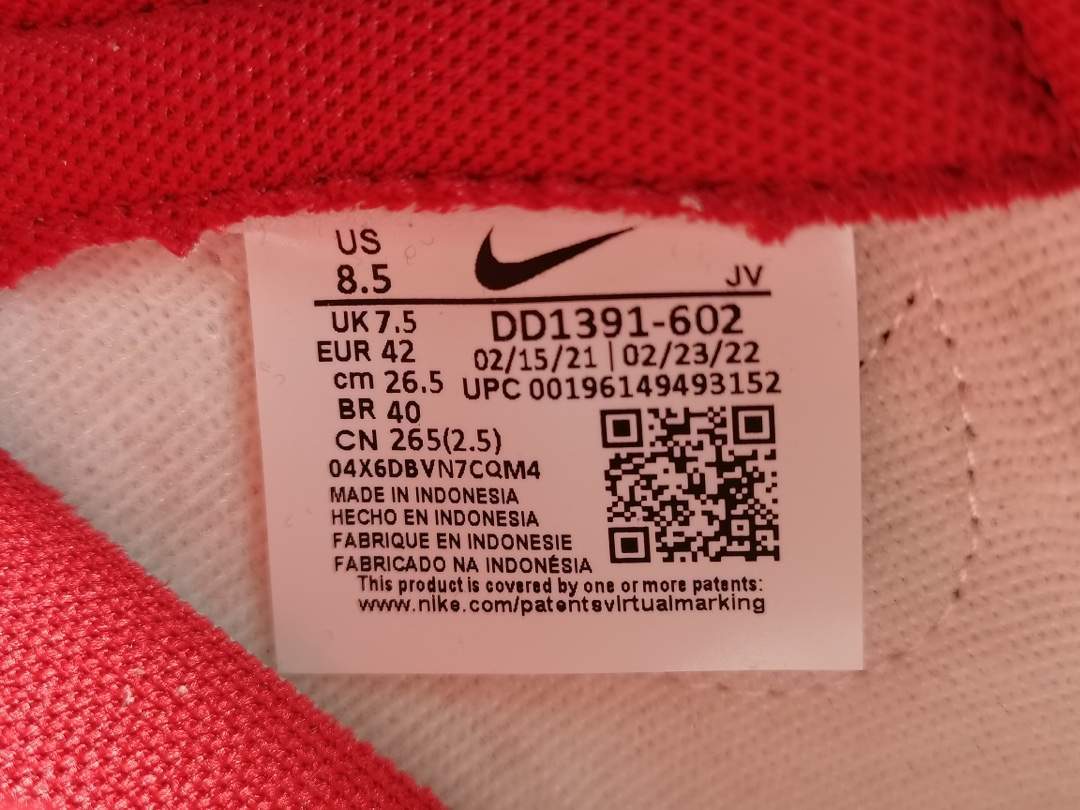 US
8.5
JV
UK 7.5
DD1391-602
EUR 42
02/15/21 | 02/23/22
cm 26.5
UPC 00196149493152
BR 40
CN 265(2.5)
04X6DBVN7CQM4
MADE IN INDONESIA
HECHO EN INDONESIA
FABRIQUE EN INDONESIE
FABRICADO NA INDONÉSIA
This product is covered by one or more patents:
www.nike.com/patentsvirtualmarking